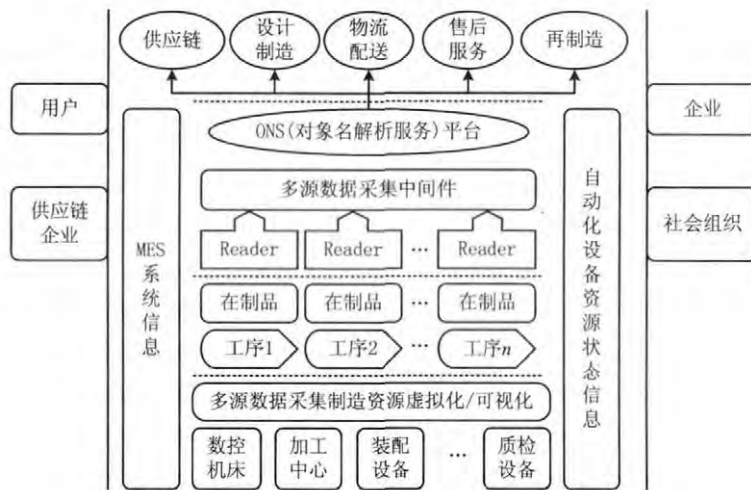 供应链
设计
制造
物流
配送
售后
服务
再制造
用户
企业
ONS(对象名解析服务)平台
供应链
企业
社会组织
MES
系统信息
自动化设备资源状态信息
多源数据采集中间件
Reader
Reader
...
Reader
在制品
在制品
...
在制品
工序1
工序2
...
工序n
多源数据采集制造资源虚拟化/可视化
数控
机床
加工
中心
装配
设备
...
质检
设备